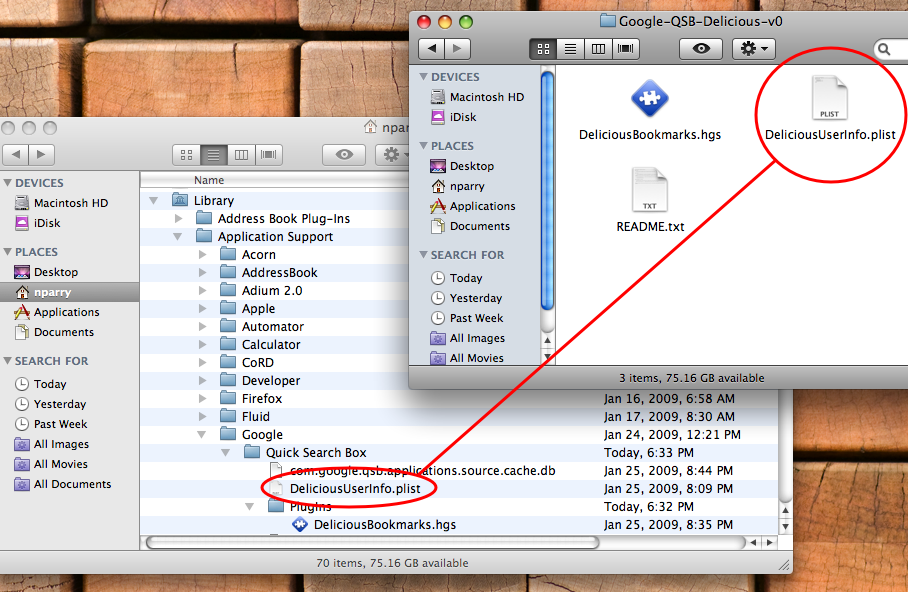 Google-QSB-Delicious-v0
DEVICES
Macintosh HD
iDisk
PLACES
Desktop
nparry
Applications
Documents
SEARCH FOR
Today
Yesterday
Past Week
All Images
All Movies
DeliciousBookmarks.hgs
PLIST
DeliciousUserInfo.plist
TXT
README.txt
3 items, 75.16 GB available
DEVICES
Macintosh HD
iDisk
PLACES
Desktop
nparry
Applications
Documents
SEARCH FOR
Today
Yesterday
Past Week
All Images
All Movies
All Documents
Name
Library
Address Book Plug-Ins
Application Support
Acorn
AddressBook
Adium 2.0
Apple
Automator
Calculator
CoRD
Developer
Firefox Jan 16, 2009, 6:58 AM
Fluid Jan 17, 2009, 8:30 AM
Google Jan 24, 2009, 12:21 PM
Quick Search Box Today, 6:33 PM
com.google.qsb.applications.source.cache.db Jan 25, 2009, 8:44 PM
DeliciousUserInfo.plist Jan 25, 2009, 8:09 PM
PlugIns Today, 6:32 PM
DeliciousBookmarks.hgs Jan 25, 2009, 8:35 PM
70 items, 75.16 GB available